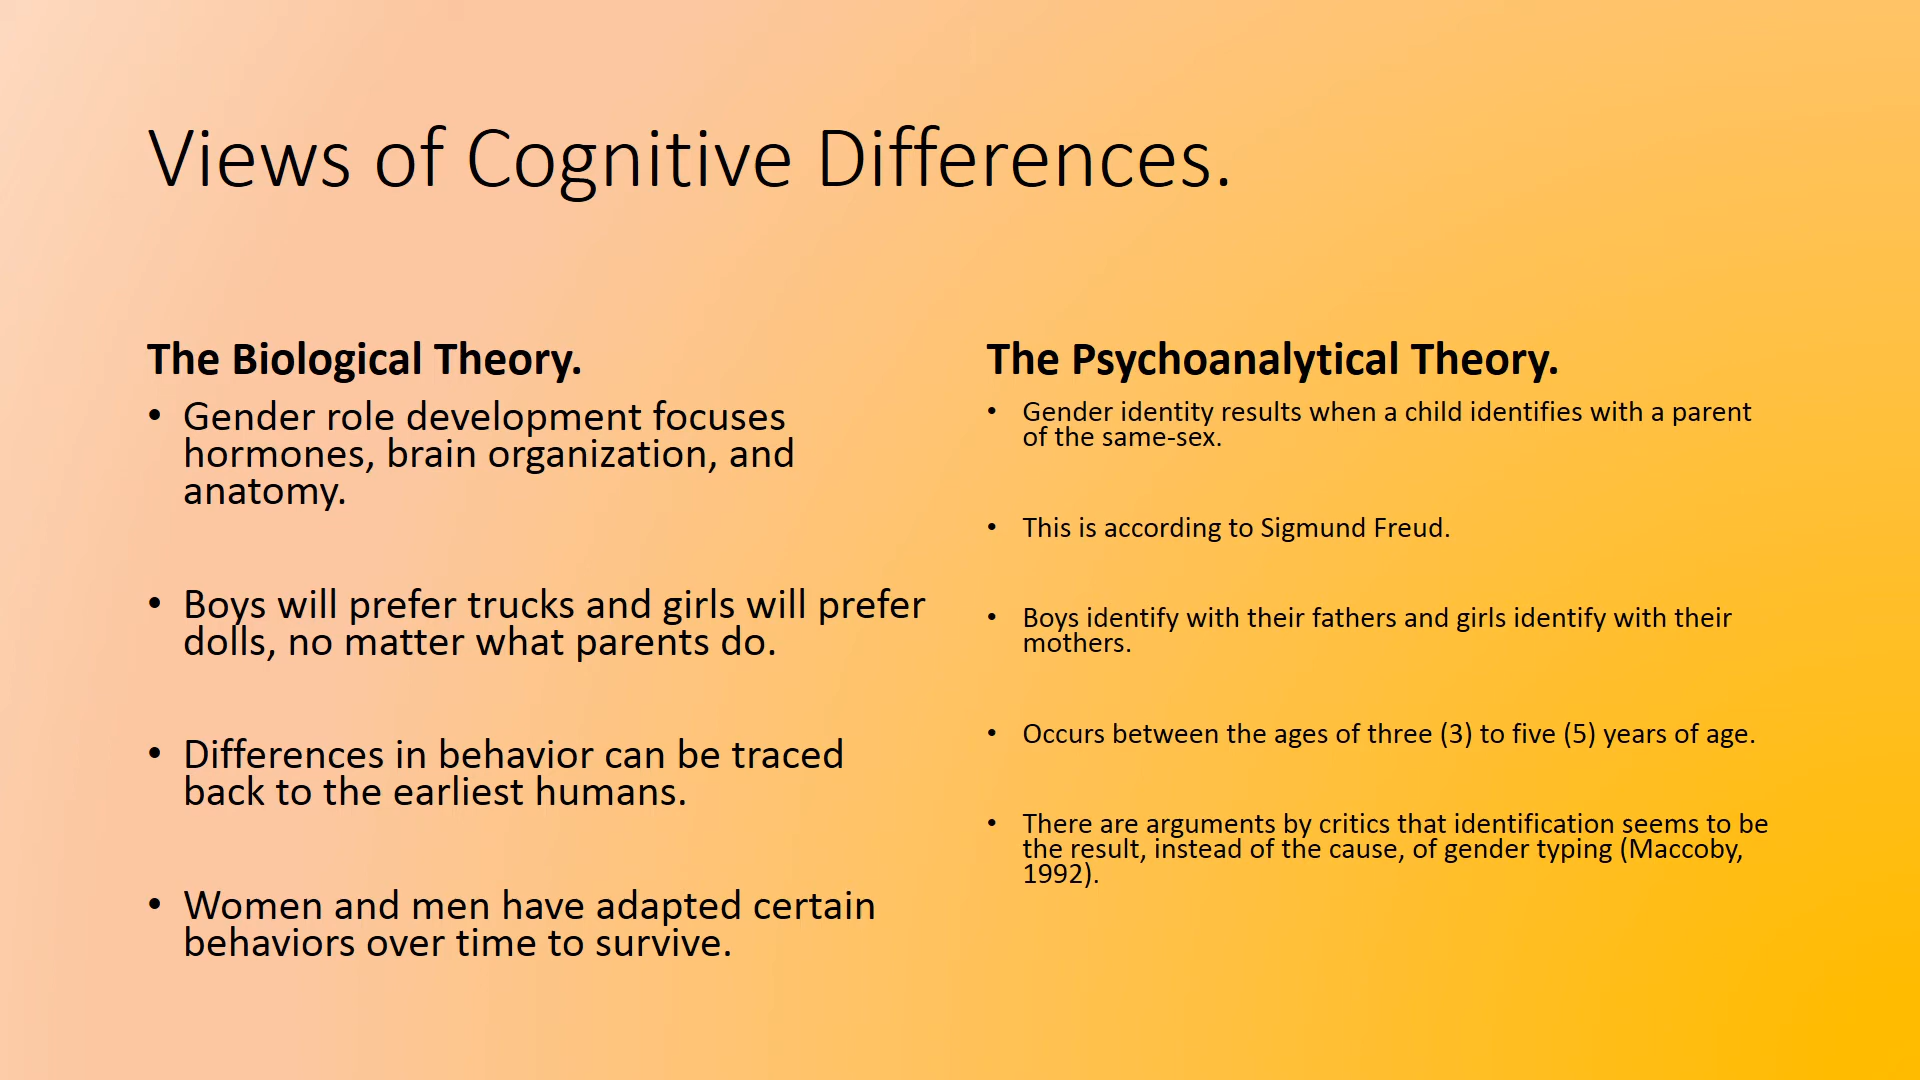 Views of Cognitive Differences.
The Biological Theory.
• Gender role development focuses
hormones, brain organization, and
anatomy.
• Boys will prefer trucks and girls will prefer
dolls, no matter what parents do.
• Differences in behavior can be traced
back to the earliest humans.
• Women and men have adapted certain
behaviors over time to survive.
The Psychoanalytical Theory.
• Gender identity results when a child identifies with a parent
of the same-sex.
• This is according to Sigmund Freud.
• Boys identify with their fathers and girls identify with their
mothers.
• Occurs between the ages of three (3) to five (5) years of age.
• There are arguments by critics that identification seems to be
the result, instead of the cause, of gender typing (Maccoby,
1992).